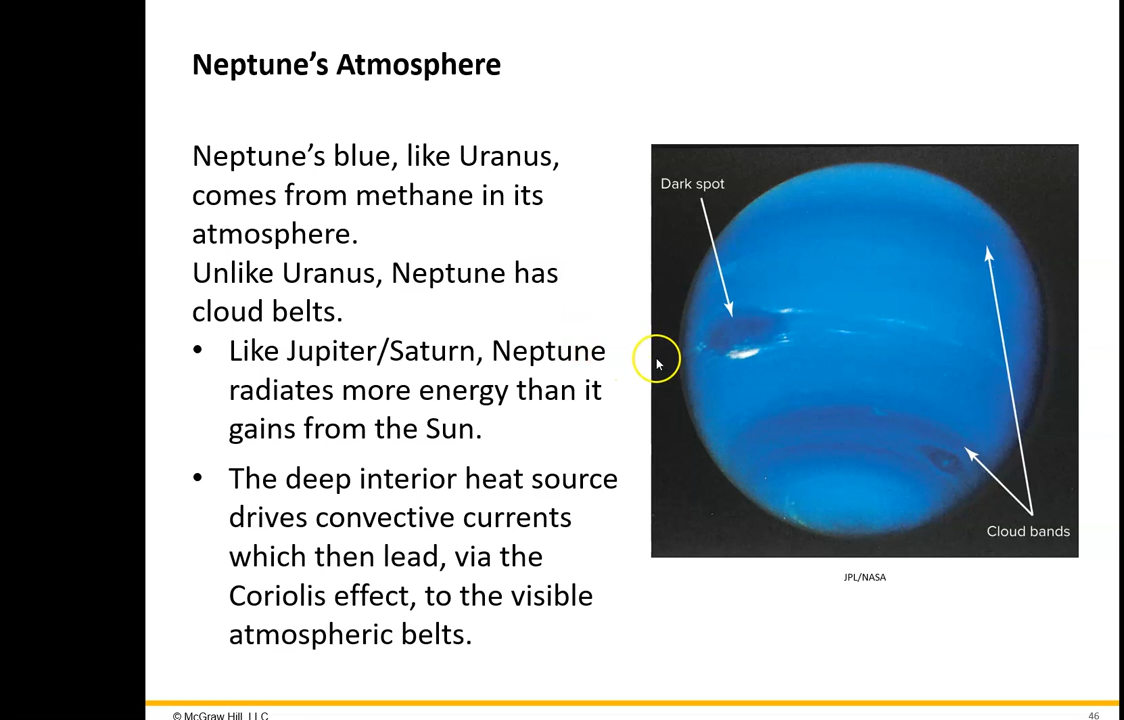 Neptune’s Atmosphere
Neptune’s blue, like Uranus,
comes from methane in its
atmosphere.
Unlike Uranus, Neptune has
cloud belts.
• Like Jupiter/Saturn, Neptune
radiates more energy than it
gains from the Sun.
• The deep interior heat source
drives convective currents
which then lead, via the
Coriolis effect, to the visible
atmospheric belts.
Dark spot
Cloud bands
JPL/NASA
© McGraw Hill, LLC
46